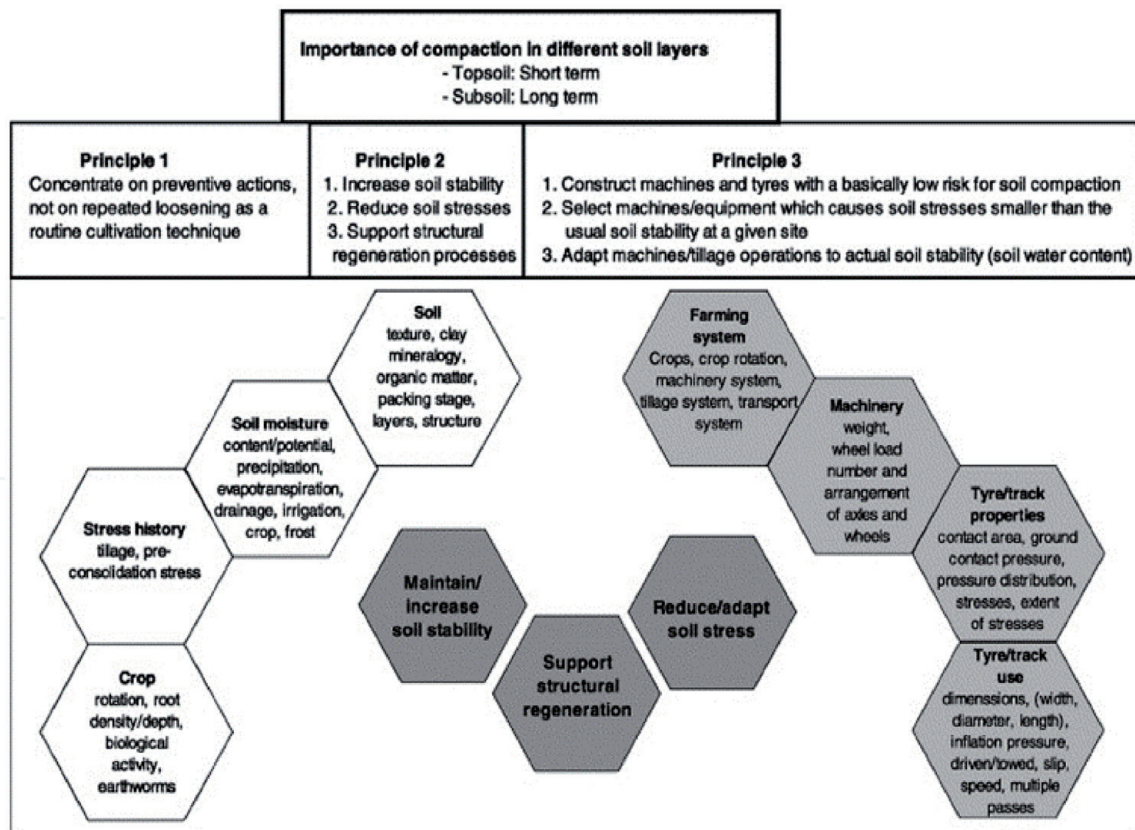 Importance of compaction in different soil layers
- Topsoil: Short term
- Subsoil: Long term
Principle 1
Concentrate on preventive actions,
not on repeated loosening as a
routine cultivation technique
Principle 2
1. Increase soil stability
2. Reduce soil stresses
3. Support structural
regeneration processes
Principle 3
1. Construct machines and tyres with a basically low risk for soil compaction
2. Select machines/equipment which causes soil stresses smaller than the
usual soil stability at a given site
3. Adapt machines/tillage operations to actual soil stability (soil water content)
Soil
texture, clay
mineralogy,
organic matter,
packing stage,
layers, structure
Soil moisture
content/potential,
precipitation,
evapotranspiration,
drainage, irrigation,
crop, frost
Stress history
tillage, pre-
consolidation stress
Crop
rotation, root
density/depth,
biological
activity,
earthworms
Maintain/
increase
soil stability
Support
structural
regeneration
Reduce/adapt
soil stress
Farming
system
Crops, crop rotation,
machinery system,
tillage system, transport
system
Machinery
weight,
wheel load
number and
arrangement
of axles and
wheels
Tyre/track
properties
contact area, ground
contact pressure,
pressure distribution,
stresses, extent
of stresses
Tyre/track
use
dimenssions, (width,
diameter, length),
inflation pressure,
driven/towed, slip,
speed, multiple
passes